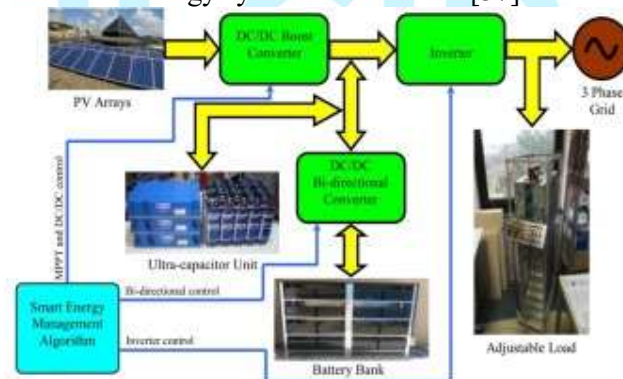 DC/DC Boost
Converter
Inverter
PV Arrays
3 Phase
Grid
MPPT and DC/DC control
DC/DC
Bi-directional
Converter
Ultra-capacitor Unit
Bi-directional control
Smart Energy
Management
Algorithm
Inverter control
Battery Bank
Adjustable Load